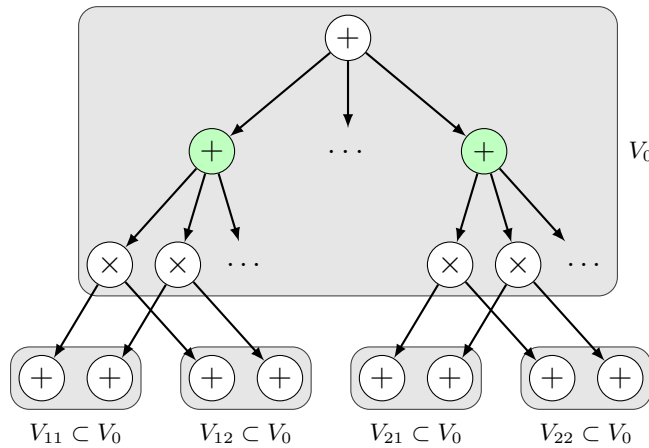 +
+ ··· + V₀
× × ··· × × ···
+ + + + + + + +
V₁₁ ⊂ V₀ V₁₂ ⊂ V₀ V₂₁ ⊂ V₀ V₂₂ ⊂ V₀